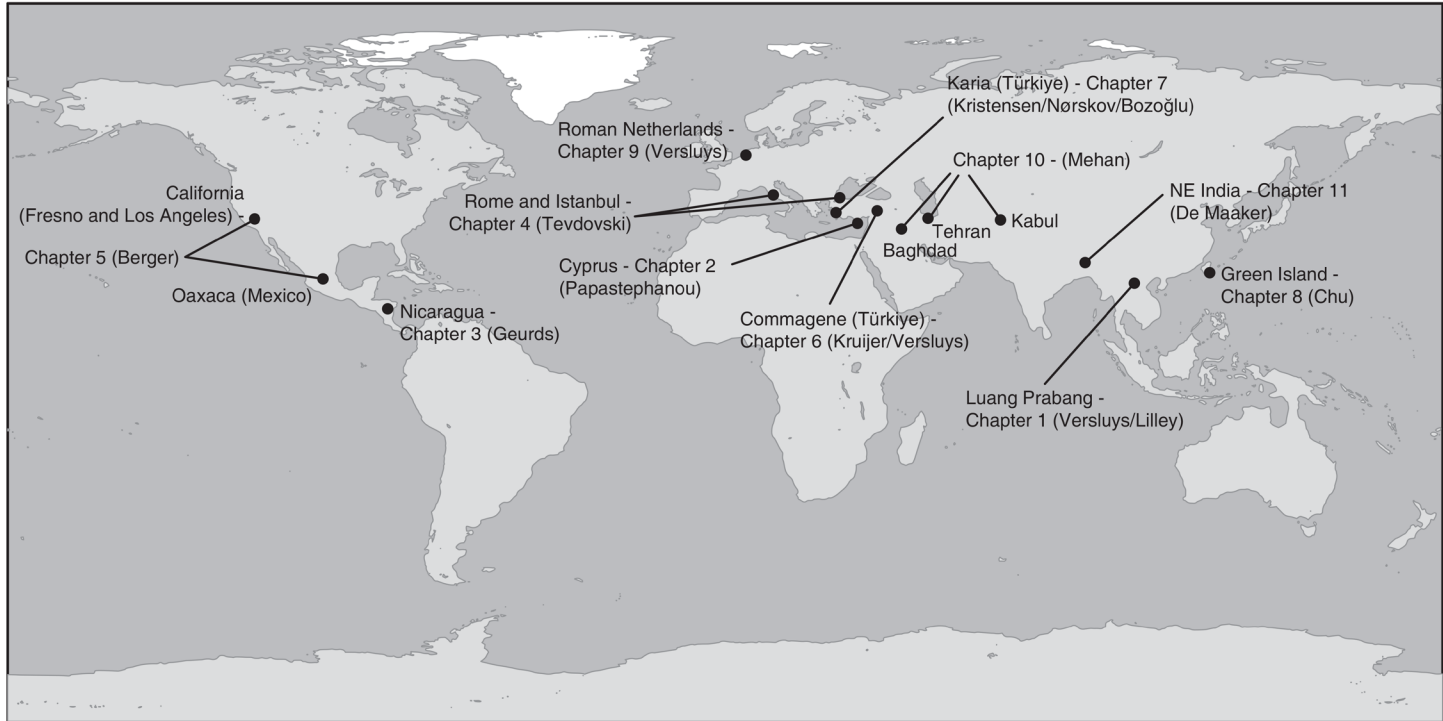 Karia (Türkiye) - Chapter 7
(Kristensen/Nørskov/Bozoğlu)
Roman Netherlands -
Chapter 9 (Versluys)
Chapter 10 - (Mehan)
California
(Fresno and Los Angeles) -
Rome and Istanbul -
Chapter 4 (Tevdovski)
NE India - Chapter 11
(De Maaker)
Kabul
Tehran
Baghdad
Chapter 5 (Berger)
Cyprus - Chapter 2
(Papastephanou)
Green Island -
Chapter 8 (Chu)
Oaxaca (Mexico)
Nicaragua -
Chapter 3 (Geurds)
Commagene (Türkiye) -
Chapter 6 (Kruijer/Versluys)
Luang Prabang -
Chapter 1 (Versluys/Lilley)